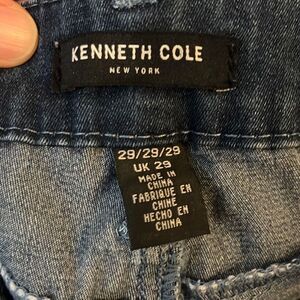 KENNETH COLE
NEW YORK
29/29/29
UK 29
MADE IN
CHINA
FABRIQUE EN
CHINE
HECHO EN
CHINA